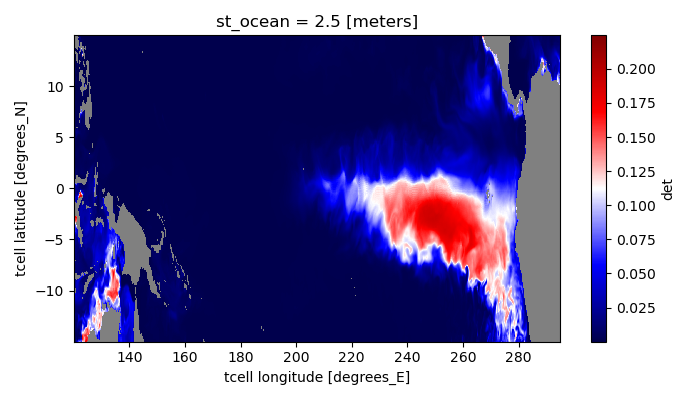 st_ocean = 2.5 [meters]
10
5
0
−5
−10
tcell latitude [degrees_N]
140 160 180 200 220 240 260 280
tcell longitude [degrees_E]
0.200
0.175
0.150
0.125
0.100
0.075
0.050
0.025
det